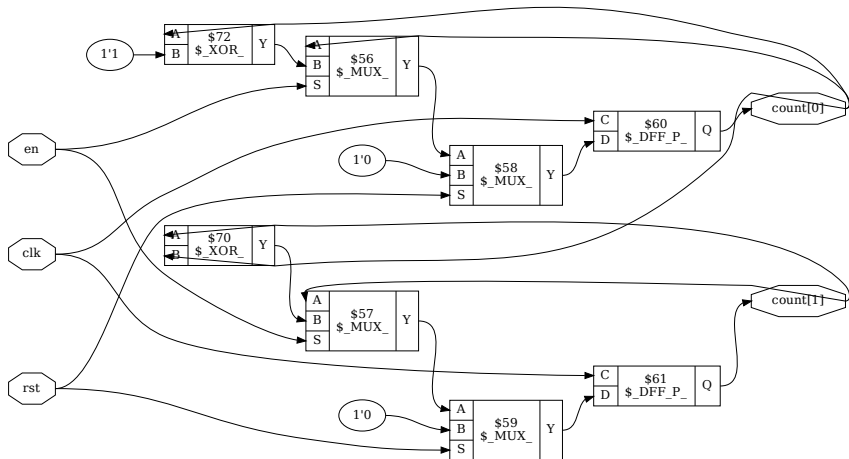 A
B
$72
$_XOR_
Y
1'1
A
B
S
$56
$_MUX_
Y
count[0]
C
D
$60
$_DFF_P_
Q
en
1'0
A
B
S
$58
$_MUX_
Y
A
B
$70
$_XOR_
Y
clk
A
B
S
$57
$_MUX_
Y
count[1]
C
D
$61
$_DFF_P_
Q
rst
1'0
A
B
S
$59
$_MUX_
Y